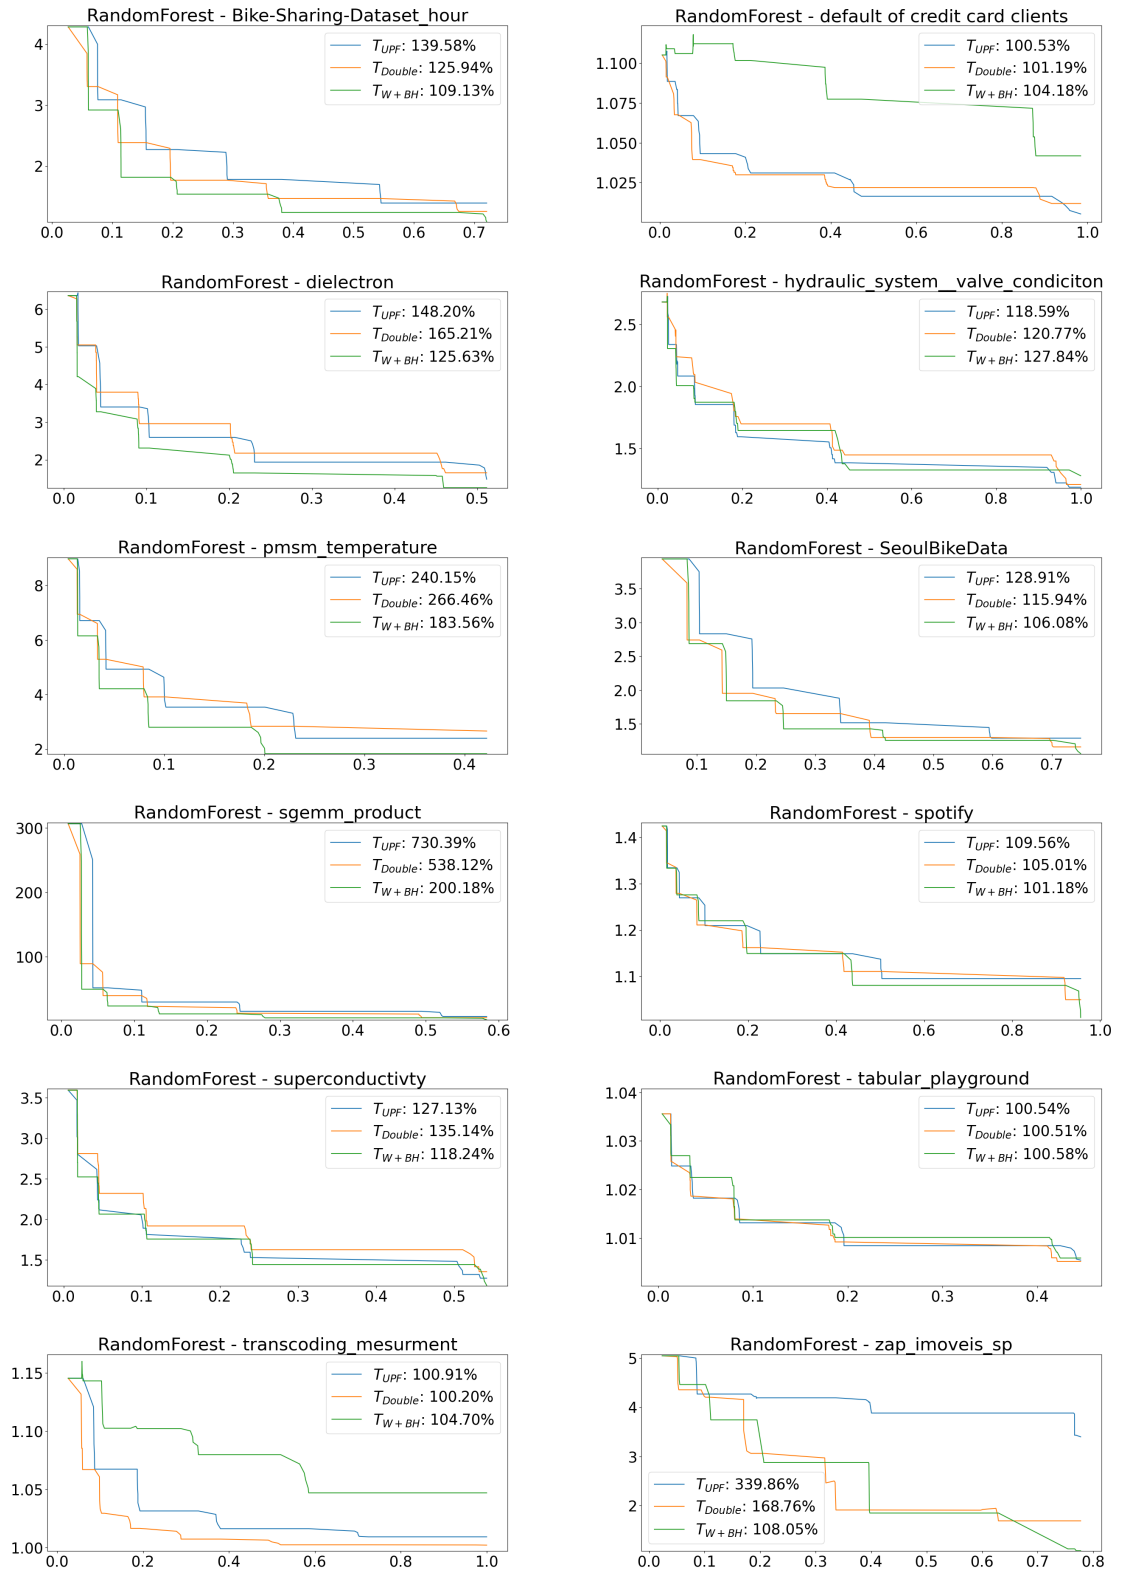 RandomForest - Bike-Sharing-Dataset_hour
4
3
2
0.0 0.1 0.2 0.3 0.4 0.5 0.6 0.7
T_UPF: 139.58%
T_Double: 125.94%
T_W+BH: 109.13%
RandomForest - default of credit card clients
1.100
1.075
1.050
1.025
0.0 0.2 0.4 0.6 0.8 1.0
T_UPF: 100.53%
T_Double: 101.19%
T_W+BH: 104.18%
RandomForest - dielectron
6
5
4
3
2
0.0 0.1 0.2 0.3 0.4 0.5
T_UPF: 148.20%
T_Double: 165.21%
T_W+BH: 125.63%
RandomForest - hydraulic_system__valve_condiciton
2.5
2.0
1.5
0.0 0.2 0.4 0.6 0.8 1.0
T_UPF: 118.59%
T_Double: 120.77%
T_W+BH: 127.84%
RandomForest - pmsm_temperature
8
6
4
2
0.0 0.2 0.4
T_UPF: 240.15%
T_Double: 266.46%
T_W+BH: 183.56%
RandomForest - SeoulBikeData
3.5
3.0
2.5
2.0
1.5
0.1 0.2 0.3 0.4 0.5 0.6 0.7
T_UPF: 128.91%
T_Double: 115.94%
T_W+BH: 106.08%
RandomForest - sgemm_product
300
200
100
0.0 0.1 0.2 0.3 0.4 0.5 0.6
T_UPF: 730.39%
T_Double: 538.12%
T_W+BH: 200.18%
RandomForest - spotify
1.4
1.3
1.2
1.1
0.0 0.2 0.4 0.6 0.8 1.0
T_UPF: 109.56%
T_Double: 105.01%
T_W+BH: 101.18%
RandomForest - superconductivty
3.5
3.0
2.5
2.0
1.5
0.0 0.1 0.2 0.3 0.4 0.5
T_UPF: 127.13%
T_Double: 135.14%
T_W+BH: 118.24%
RandomForest - tabular_playground
1.04
1.03
1.02
1.01
0.0 0.1 0.2 0.3 0.4
T_UPF: 100.54%
T_Double: 100.51%
T_W+BH: 100.58%
RandomForest - transcoding_mesurment
1.15
1.10
1.05
1.00
0.0 0.2 0.4 0.6 0.8 1.0
T_UPF: 100.91%
T_Double: 100.20%
T_W+BH: 104.70%
RandomForest - zap_imoveis_sp
5
4
3
2
0.0 0.1 0.2 0.3 0.4 0.5 0.6 0.7 0.8
T_UPF: 339.86%
T_Double: 168.76%
T_W+BH: 108.05%